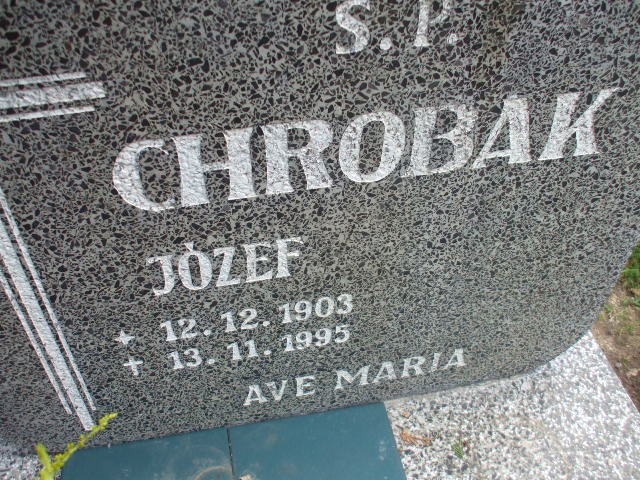 Ś.P.
CHROBAK
JÓZEF
* 12.12.1903
+ 13.11.1995
AVE MARIA